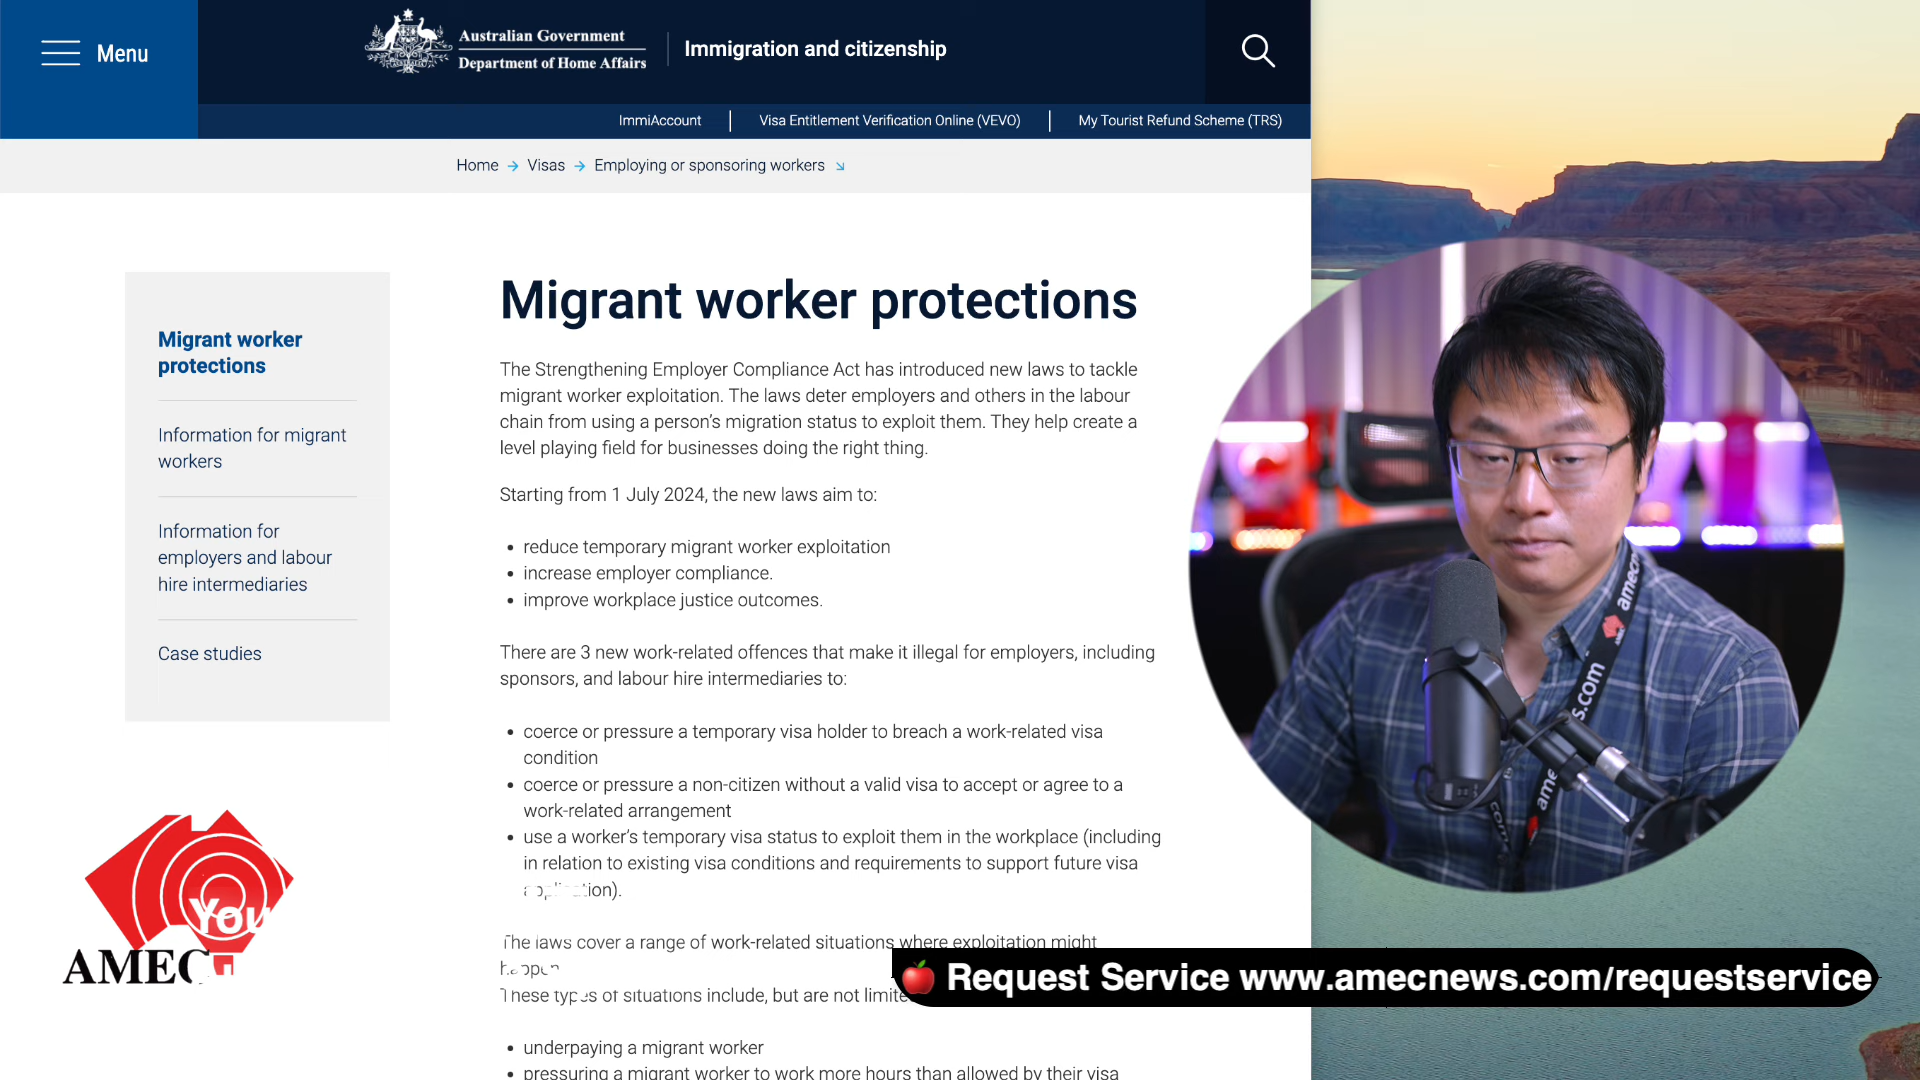 Menu
Australian Government
Department of Home Affairs
Immigration and citizenship
ImmiAccount
Visa Entitlement Verification Online (VEVO)
My Tourist Refund Scheme (TRS)
Home
Visas
Employing or sponsoring workers
Migrant worker
protections
Information for migrant
workers
Information for
employers and labour
hire intermediaries
Case studies
Migrant worker protections
The Strengthening Employer Compliance Act has introduced new laws to tackle
migrant worker exploitation. The laws deter employers and others in the labour
chain from using a person's migration status to exploit them. They help create a
level playing field for businesses doing the right thing.
Starting from 1 July 2024, the new laws aim to:
• reduce temporary migrant worker exploitation
• increase employer compliance.
• improve workplace justice outcomes.
There are 3 new work-related offences that make it illegal for employers, including
sponsors, and labour hire intermediaries to:
• coerce or pressure a temporary visa holder to breach a work-related visa
condition
• coerce or pressure a non-citizen without a valid visa to accept or agree to a
work-related arrangement
• use a worker's temporary visa status to exploit them in the workplace (including
in relation to existing visa conditions and requirements to support future visa
application).
The laws cover a range of work-related situations where exploitation might
happen
These types of situations include, but are not limite
• underpaying a migrant worker
• pressuring a migrant worker to work more hours than allowed by their visa
You
AMEC
amecn
AMEC
s.com
ame
com
🍎 Request Service www.amecnews.com/requestservice